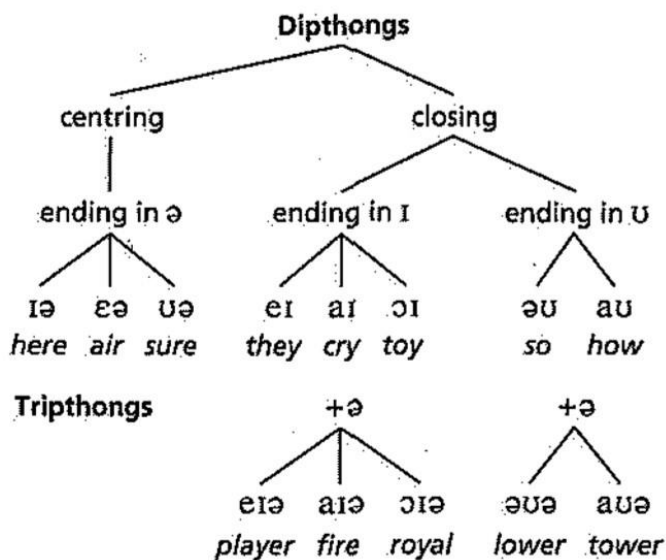 Dipthongs
centring closing
ending in ə ending in ɪ ending in ʊ
ɪə ɛə ʊə eɪ aɪ ɔɪ əʊ aʊ
here air sure they cry toy so how
Tripthongs +ə +ə
eɪə aɪə ɔɪə əʊə aʊə
player fire royal lower tower